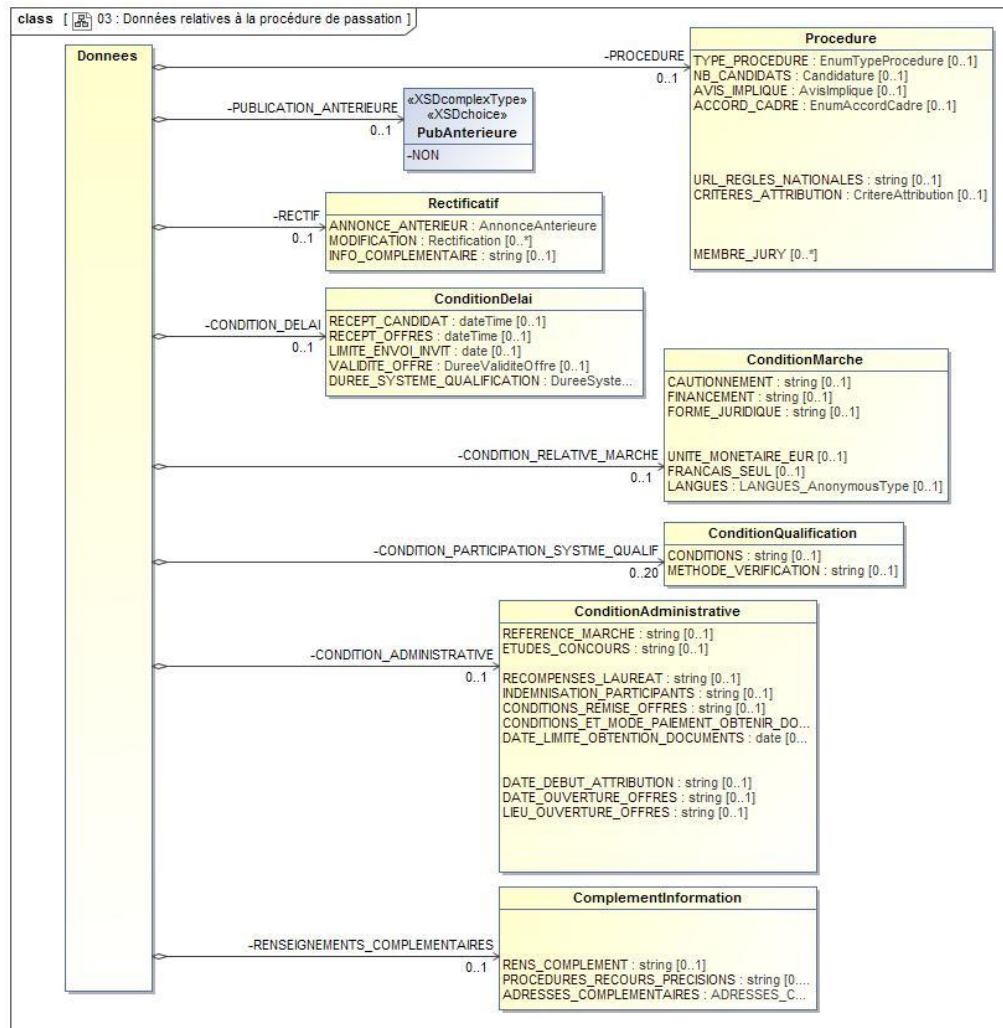 class [ 03 : Données relatives à la procédure de passation ]
Donnees
-PROCEDURE
0..1
Procedure
TYPE_PROCEDURE : EnumTypeProcedure [0..1]
NB_CANDIDATS : Candidature [0..1]
AVIS_IMPLIQUE : AvisImplique [0..1]
ACCORD_CADRE : EnumAccordCadre [0..1]
URL_REGLES_NATIONALES : string [0..1]
CRITERES_ATTRIBUTION : CritereAttribution [0..1]
MEMBRE_JURY [0..*]
-PUBLICATION_ANTERIEURE
0..1
«XSDcomplexType»
«XSDchoice»
PubAnterieure
-NON
-RECTIF
0..1
Rectificatif
ANNONCE_ANTERIEUR : AnnonceAnterieure
MODIFICATION : Rectification [0..*]
INFO_COMPLEMENTAIRE : string [0..1]
-CONDITION_DELAI
0..1
ConditionDelai
RECEPT_CANDIDAT : dateTime [0..1]
RECEPT_OFFRES : dateTime [0..1]
LIMITE_ENVOI_INVIT : date [0..1]
VALIDITE_OFFRE : DureeValiditeOffre [0..1]
DUREE_SYSTEME_QUALIFICATION : DureeSyste...
-CONDITION_RELATIVE_MARCHE
0..1
ConditionMarche
CAUTIONNEMENT : string [0..1]
FINANCEMENT : string [0..1]
FORME_JURIDIQUE : string [0..1]
UNITE_MONETAIRE_EUR [0..1]
FRANCAIS_SEUL [0..1]
LANGUES : LANGUES_AnonymousType [0..1]
-CONDITION_PARTICIPATION_SYSTME_QUALIF
0..20
ConditionQualification
CONDITIONS : string [0..1]
METHODE_VERIFICATION : string [0..1]
-CONDITION_ADMINISTRATIVE
0..1
ConditionAdministrative
REFERENCE_MARCHE : string [0..1]
ETUDES_CONCOURS : string [0..1]
RECOMPENSES_LAUREAT : string [0..1]
INDEMNISATION_PARTICIPANTS : string [0..1]
CONDITIONS_REMISE_OFFRES : string [0..1]
CONDITIONS_ET_MODE_PAIEMENT_OBTENIR_DO...
DATE_LIMITE_OBTENTION_DOCUMENTS : date [0...
DATE_DEBUT_ATTRIBUTION : string [0..1]
DATE_OUVERTURE_OFFRES : string [0..1]
LIEU_OUVERTURE_OFFRES : string [0..1]
-RENSEIGNEMENTS_COMPLEMENTAIRES
0..1
ComplementInformation
RENS_COMPLEMENT : string [0..1]
PROCEDURES_RECOURS_PRECISIONS : string [0....
ADRESSES_COMPLEMENTAIRES : ADRESSES_C...